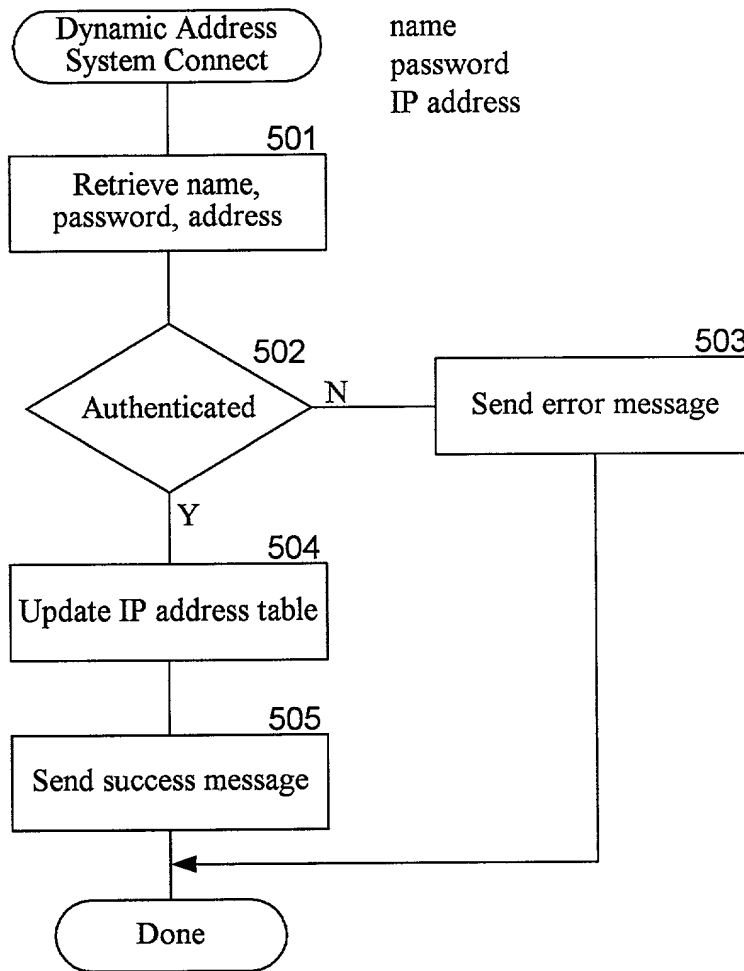 Dynamic Address
System Connect
name
password
IP address
501
Retrieve name,
password, address
502
Authenticated
N
503
Send error message
Y
504
Update IP address table
505
Send success message
Done